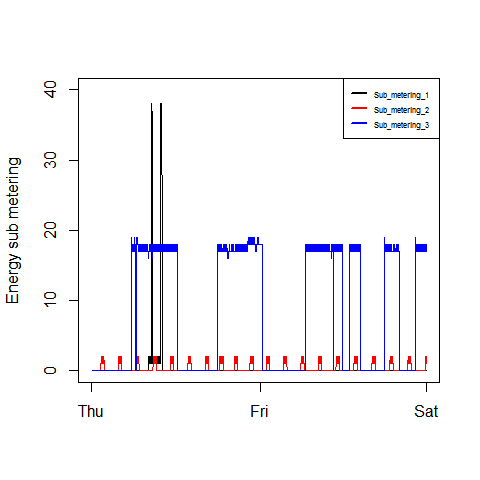 Sub_metering_1
Sub_metering_2
Sub_metering_3
Energy sub metering
40
30
20
10
0
Thu Fri Sat